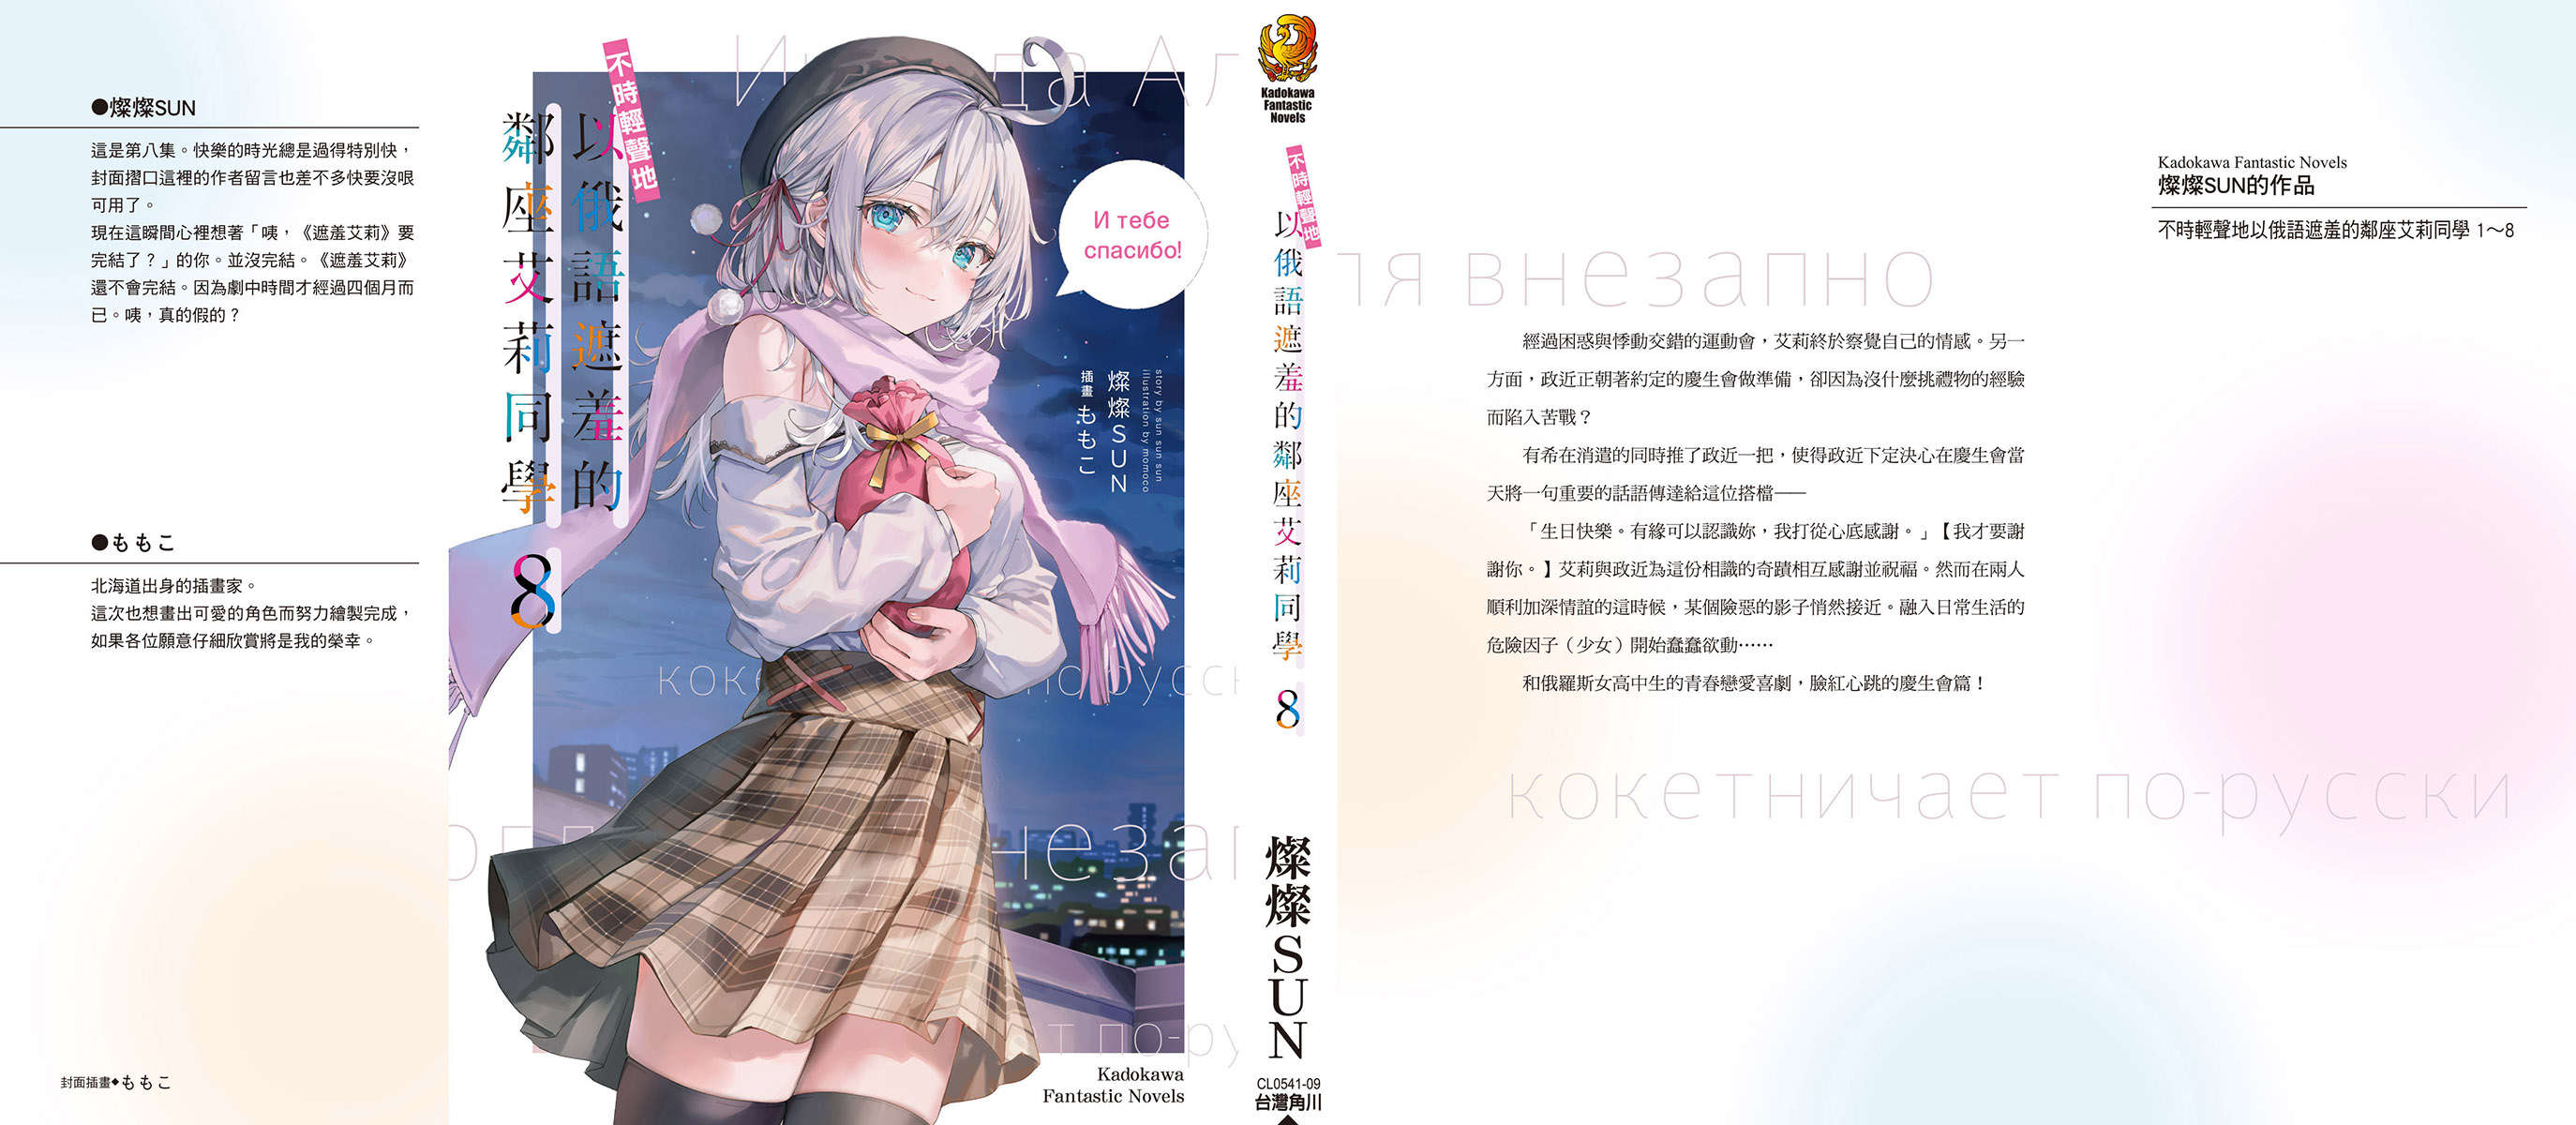 ●燦燦SUN
這是第八集。快樂的時光總是過得特別快，
封面摺口這裡的作者留言也差不多快要沒哏
可用了。
現在這瞬間心裡想著「咦，《遮羞艾莉》要
完結了？」的你。並沒完結。《遮羞艾莉》
還不會完結。因為劇中時間才經過四個月而
已。咦，真的假的？
●ももこ
北海道出身的插畫家。
這次也想畫出可愛的角色而努力繪製完成，
如果各位願意仔細欣賞將是我的榮幸。
封面插畫◆ももこ
不時輕聲地
以俄語遮羞的
鄰座艾莉同學
8
И тебе
спасибо!
story by sun sun sun
illustration by momoco
燦燦SUN
插畫 ももこ
Kadokawa
Fantastic Novels
Kadokawa
Fantastic
Novels
不時輕聲地
以俄語遮羞的鄰座艾莉同學
8
燦燦SUN
CL0541-09
台灣角川
внезапно
經過困惑與悸動交錯的運動會，艾莉終於察覺自己的情感。另一
方面，政近正朝著約定的慶生會做準備，卻因為沒什麼挑禮物的經驗
而陷入苦戰？
有希在消遣的同時推了政近一把，使得政近下定決心在慶生會當
天將一句重要的話語傳達給這位搭檔——
「生日快樂。有緣可以認識妳，我打從心底感謝。」【我才要謝
謝你。】艾莉與政近為這份相識的奇蹟相互感謝並祝福。然而在兩人
順利加深情誼的這時候，某個險惡的影子悄然接近。融入日常生活的
危險因子（少女）開始蠢蠢欲動……
和俄羅斯女高中生的青春戀愛喜劇，臉紅心跳的慶生會篇！
кокетничает по-русски
Kadokawa Fantastic Novels
燦燦SUN的作品
不時輕聲地以俄語遮羞的鄰座艾莉同學 1～8